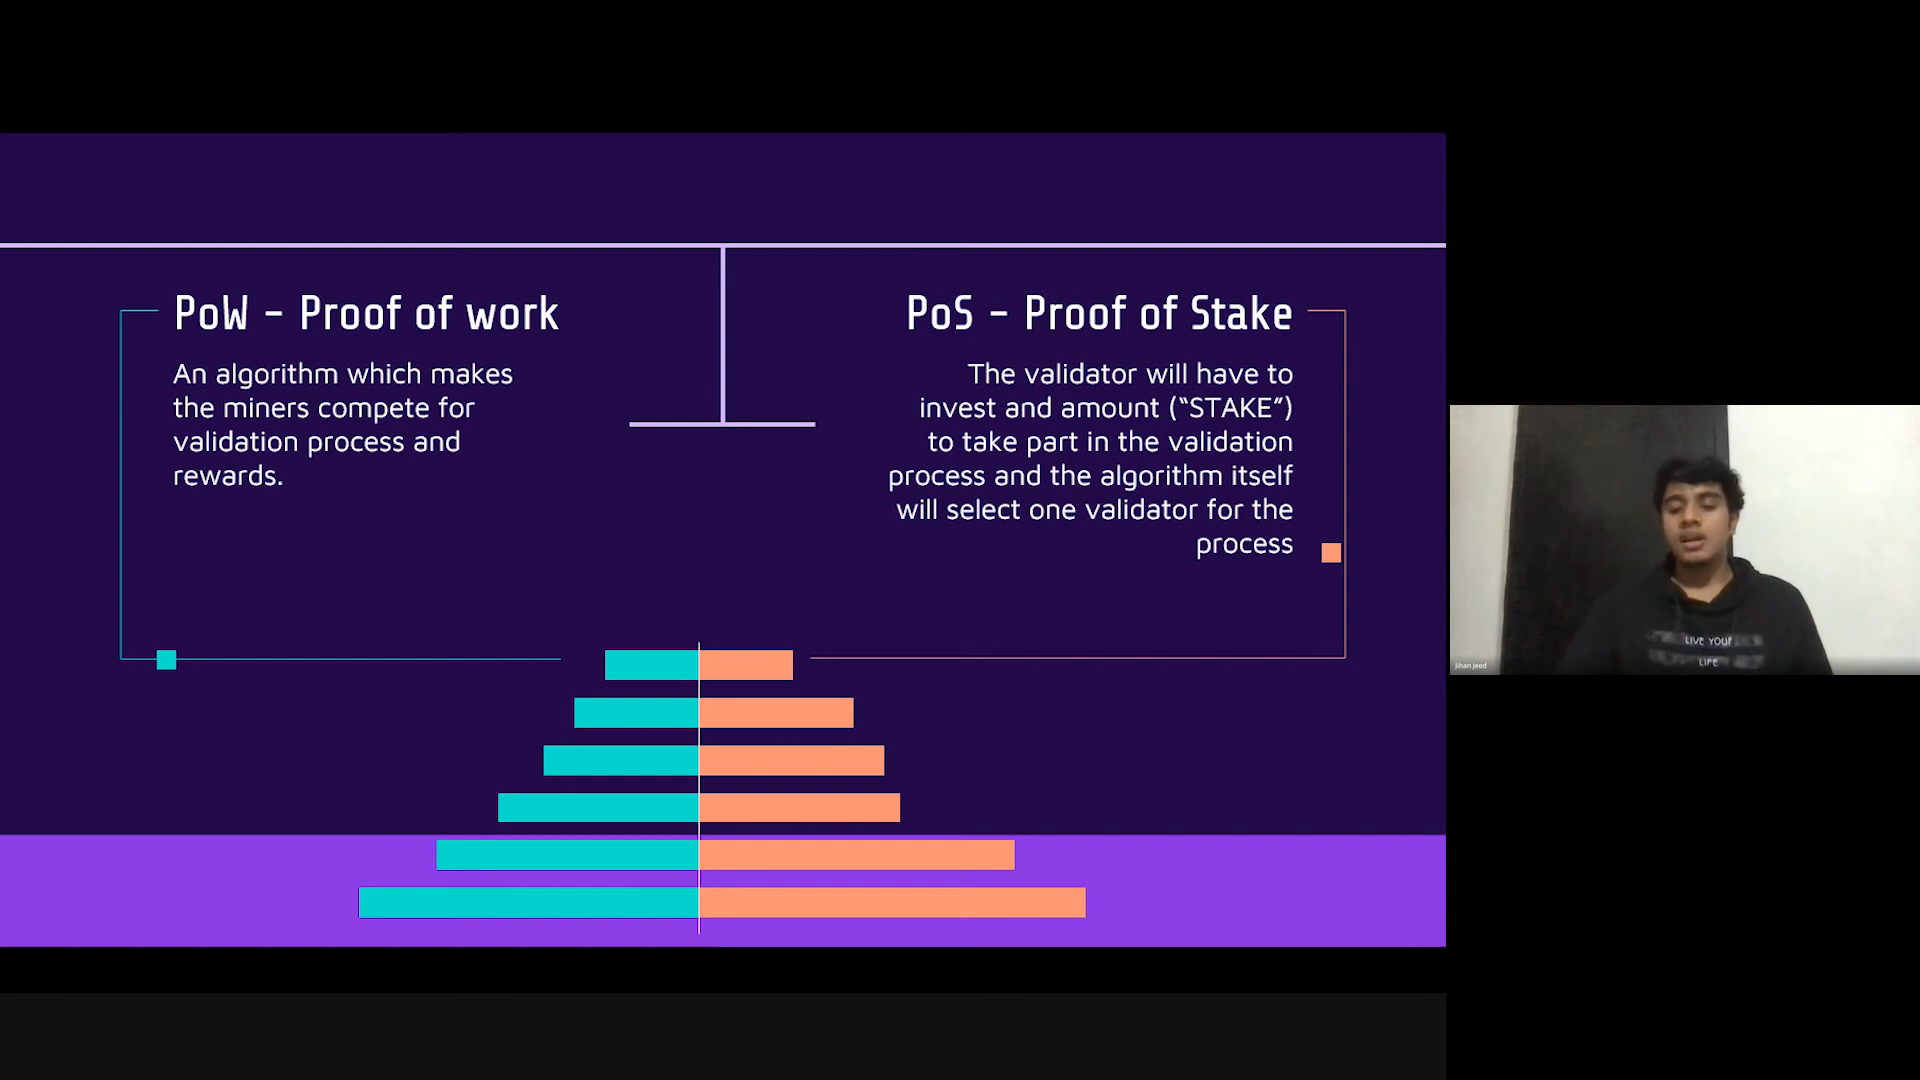 PoW - Proof of work
An algorithm which makes
the miners compete for
validation process and
rewards.
PoS - Proof of Stake
The validator will have to
invest and amount (“STAKE”)
to take part in the validation
process and the algorithm itself
will select one validator for the
process
LIVE YOUR
LIFE
Jihan Jeed